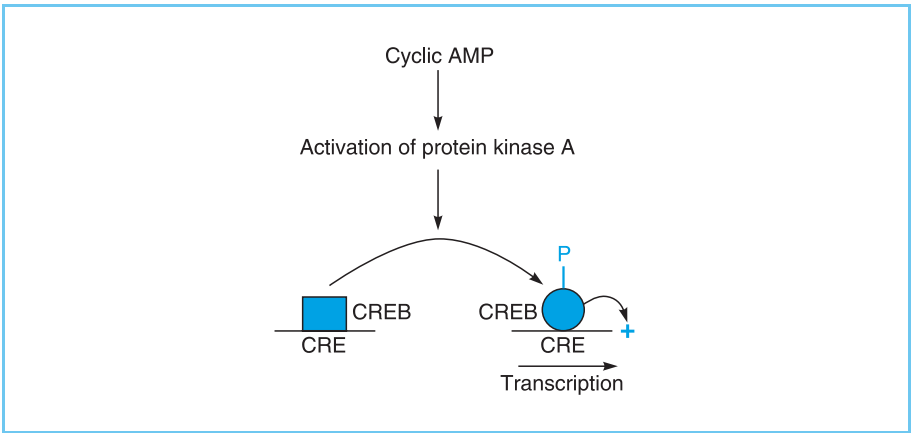 Cyclic AMP
Activation of protein kinase A
P
CREB
CREB
+
CRE
CRE
Transcription